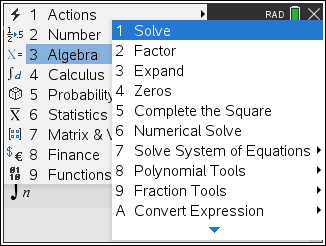 1 Actions
½→5 2 Number
X= 3 Algebra
∫d 4 Calculus
5 Probability
X̄ 6 Statistics
7 Matrix & V
$€ 8 Finance
9 Functions
∫n
RAD
1 Solve
2 Factor
3 Expand
4 Zeros
5 Complete the Square
6 Numerical Solve
7 Solve System of Equations
8 Polynomial Tools
9 Fraction Tools
A Convert Expression